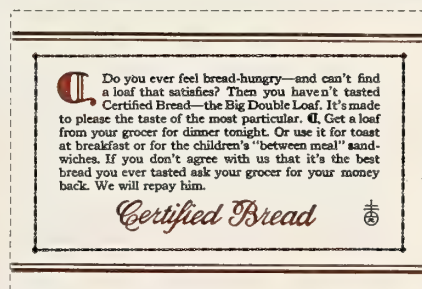 Do you ever feel bread-hungry—and can't find
a loaf that satisfies? Then you haven't tasted
Certified Bread—the Big Double Loaf. It's made
to please the taste of the most particular. ¶ Get a loaf
from your grocer for dinner tonight. Or use it for toast
at breakfast or for the children's "between meal" sand-
wiches. If you don't agree with us that it's the best
bread you ever tasted ask your grocer for your money
back. We will repay him.
Certified Bread